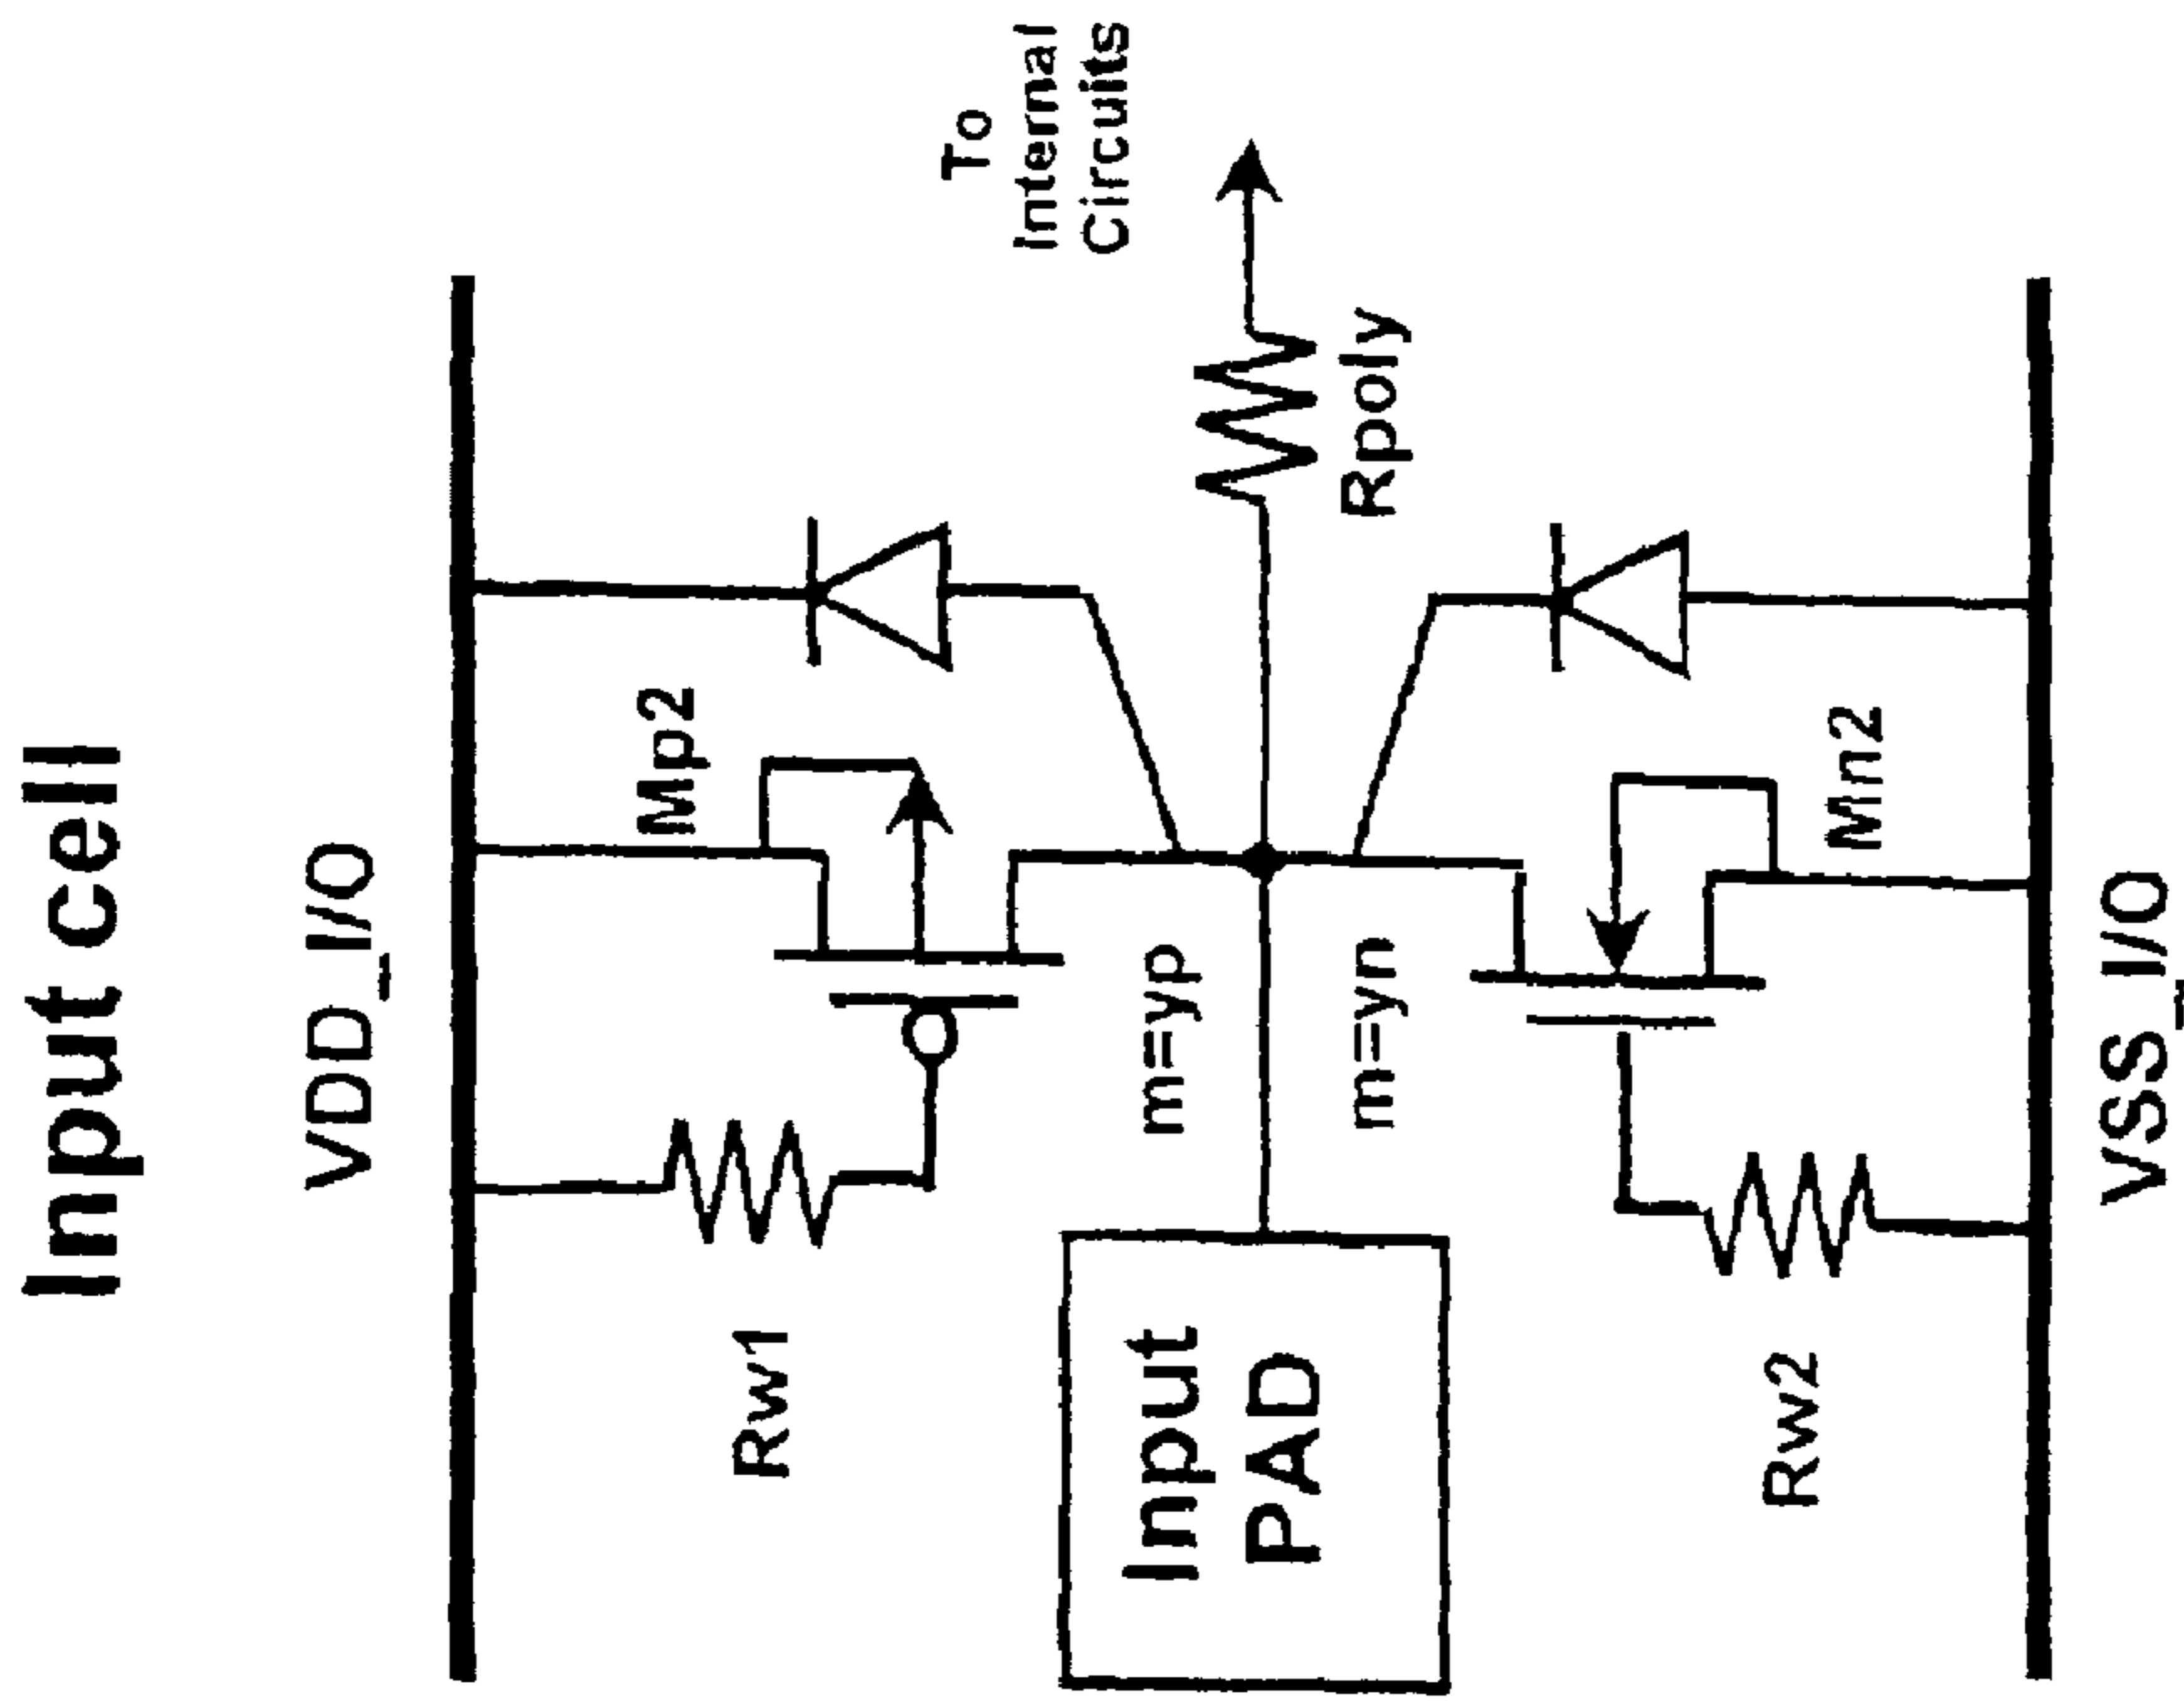 Input cell
VDD_I/O
Mp2
Rw1
m=yp
To
Internal
Circuits
Input
PAD
Rpoly
m=yn
Mn2
Rw2
VSS_I/O